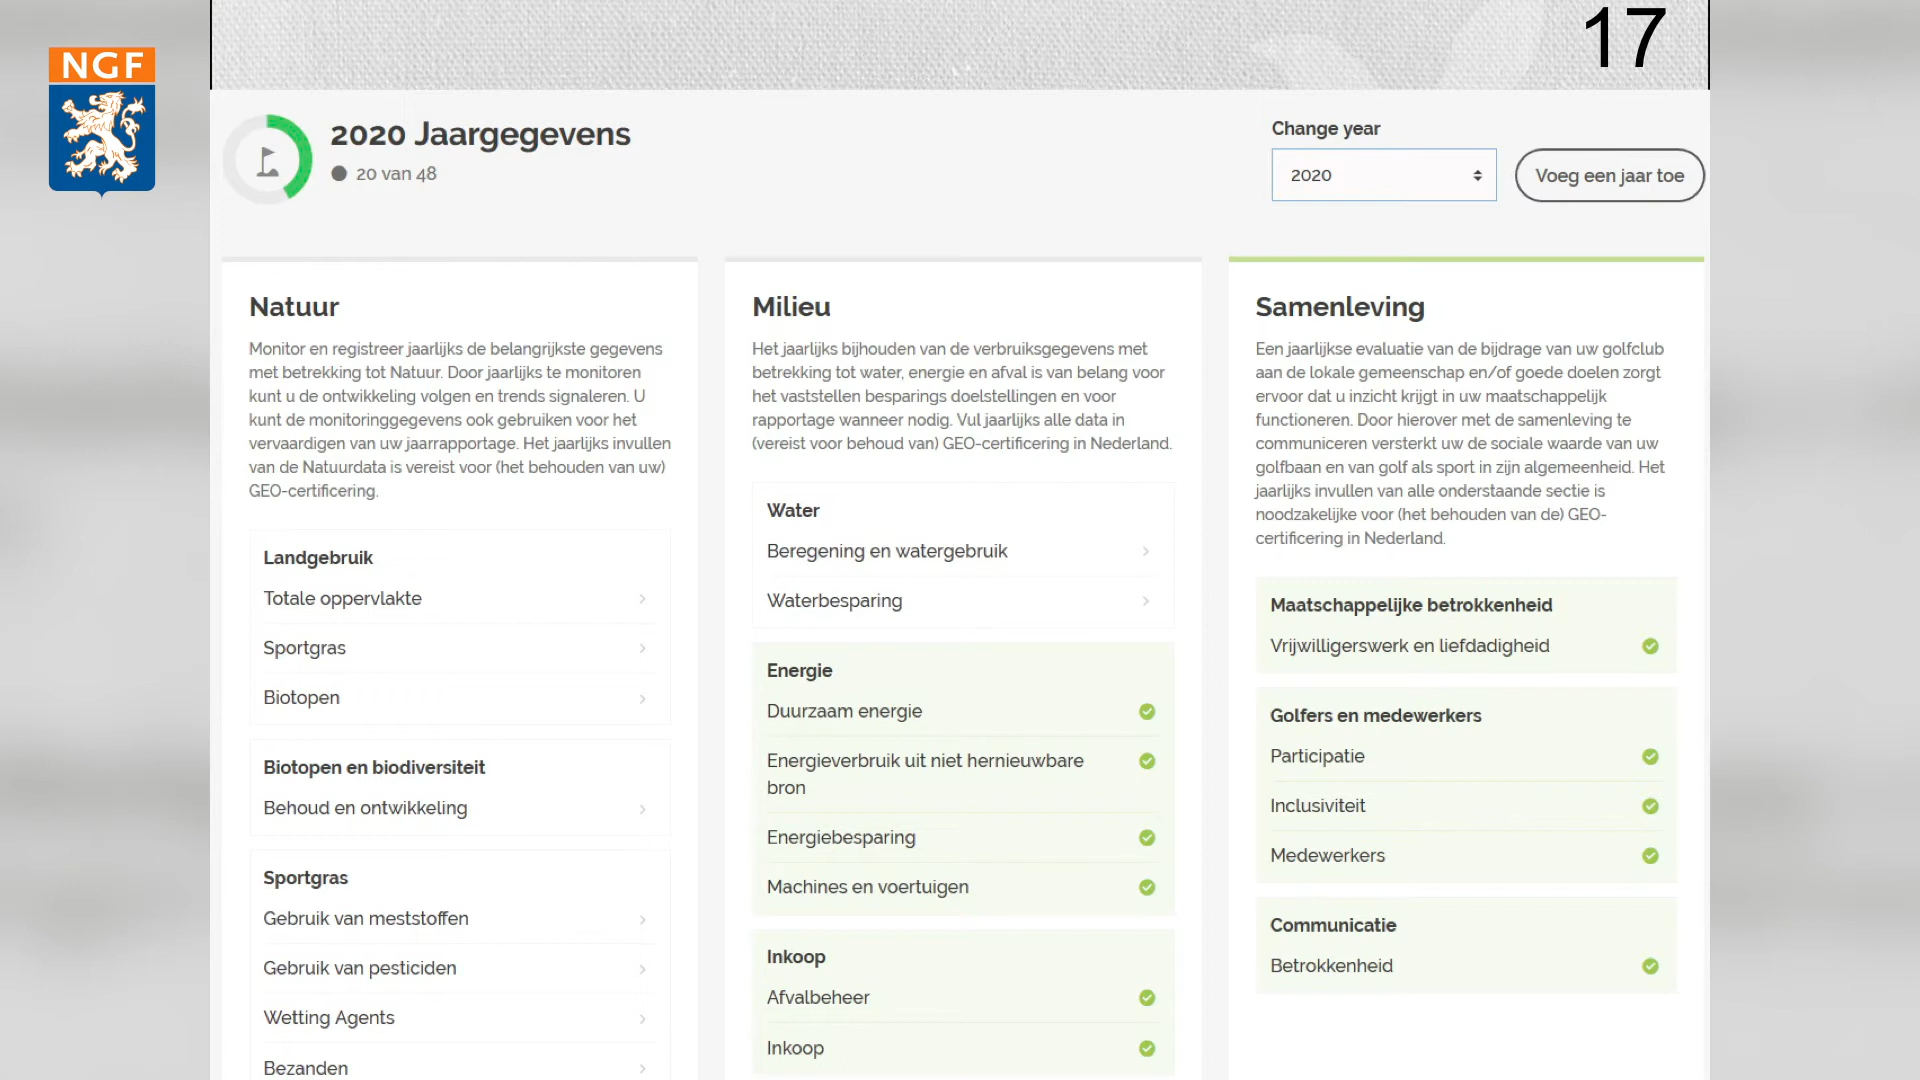 NGF
17
2020 Jaargegevens
20 van 48
Change year
2020
Voeg een jaar toe
Natuur
Monitor en registreer jaarlijks de belangrijkste gegevens
met betrekking tot Natuur. Door jaarlijks te monitoren
kunt u de ontwikkeling volgen en trends signaleren. U
kunt de monitoringgegevens ook gebruiken voor het
vervaardigen van uw jaarrapportage. Het jaarlijks invullen
van de Natuurdata is vereist voor (het behouden van uw)
GEO-certificering.
Landgebruik
Totale oppervlakte
Sportgras
Biotopen
Biotopen en biodiversiteit
Behoud en ontwikkeling
Sportgras
Gebruik van meststoffen
Gebruik van pesticiden
Wetting Agents
Bezanden
Milieu
Het jaarlijks bijhouden van de verbruiksgegevens met
betrekking tot water, energie en afval is van belang voor
het vaststellen besparings doelstellingen en voor
rapportage wanneer nodig. Vul jaarlijks alle data in
(vereist voor behoud van) GEO-certificering in Nederland.
Water
Beregening en watergebruik
Waterbesparing
Energie
Duurzaam energie
Energieverbruik uit niet hernieuwbare
bron
Energiebesparing
Machines en voertuigen
Inkoop
Afvalbeheer
Inkoop
Samenleving
Een jaarlijkse evaluatie van de bijdrage van uw golfclub
aan de lokale gemeenschap en/of goede doelen zorgt
ervoor dat u inzicht krijgt in uw maatschappelijk
functioneren. Door hierover met de samenleving te
communiceren versterkt uw de sociale waarde van uw
golfbaan en van golf als sport in zijn algemeenheid. Het
jaarlijks invullen van alle onderstaande sectie is
noodzakelijke voor (het behouden van de) GEO-
certificering in Nederland.
Maatschappelijke betrokkenheid
Vrijwilligerswerk en liefdadigheid
Golfers en medewerkers
Participatie
Inclusiviteit
Medewerkers
Communicatie
Betrokkenheid